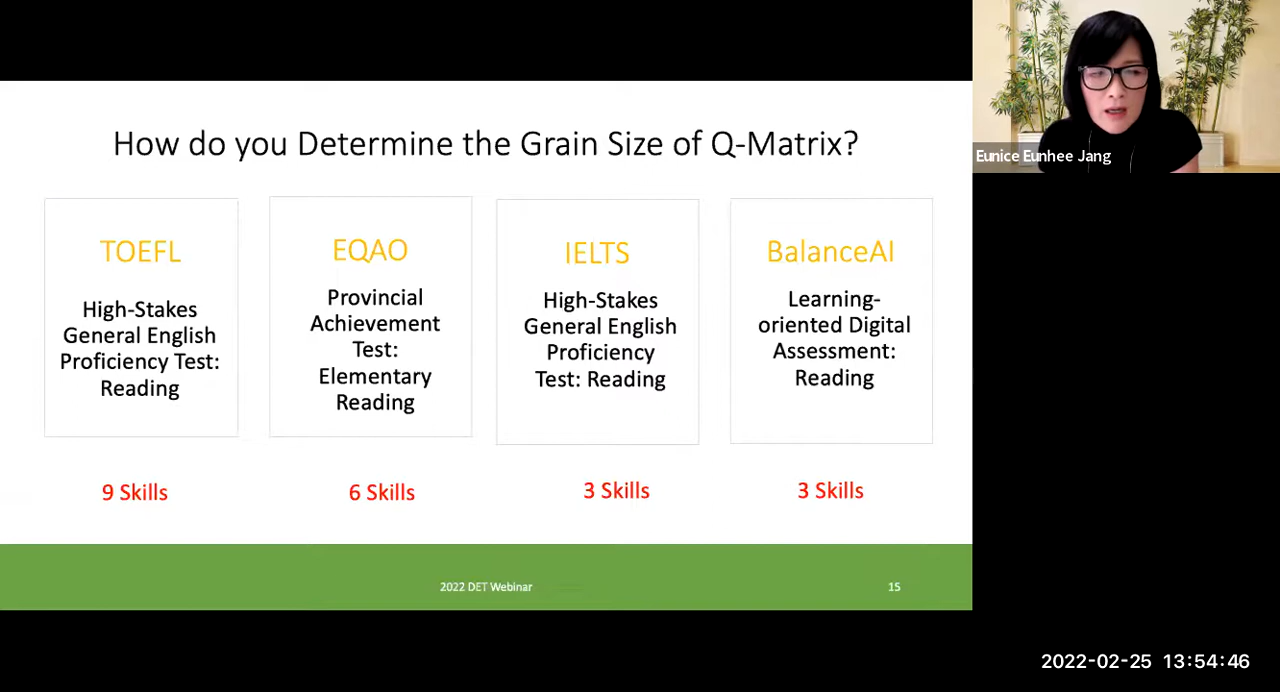 How do you Determine the Grain Size of Q-Matrix?
TOEFL
High-Stakes
General English
Proficiency Test:
Reading
9 Skills
EQAO
Provincial
Achievement
Test:
Elementary
Reading
6 Skills
IELTS
High-Stakes
General English
Proficiency
Test: Reading
3 Skills
BalanceAI
Learning-
oriented Digital
Assessment:
Reading
3 Skills
2022 DET Webinar
15
Eunice Eunhee Jang
2022-02-25 13:54:46